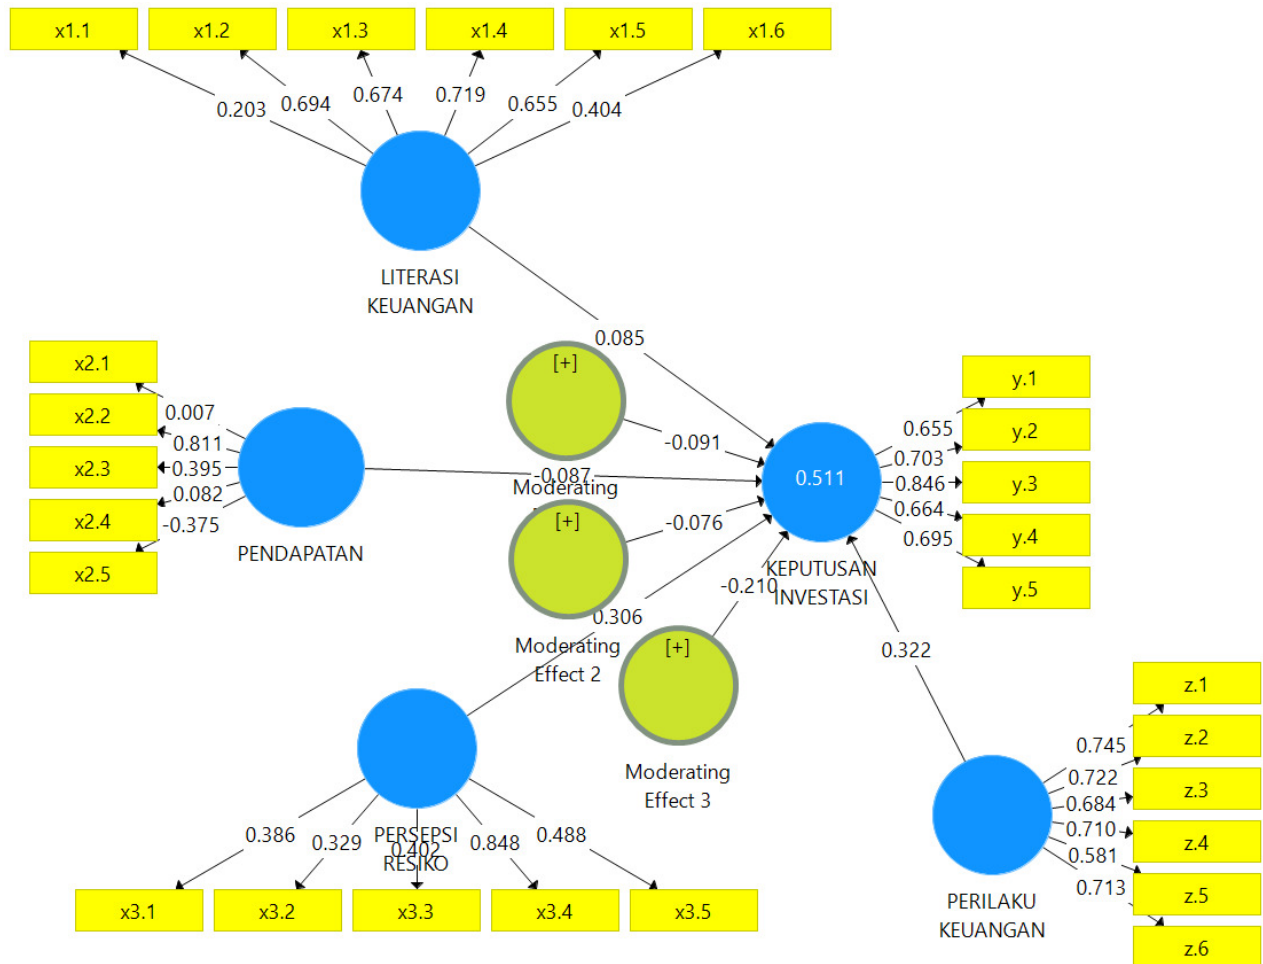 x1.1
x1.2
x1.3
x1.4
x1.5
x1.6
0.203
0.694
0.674
0.719
0.655
0.404
LITERASI
KEUANGAN
0.085
x2.1
x2.2
x2.3
x2.4
x2.5
0.007
0.811
0.395
0.082
-0.375
PENDAPATAN
[+]
-0.091
-0.087
Moderating
[+]
-0.076
Moderating
Effect 2
0.306
[+]
-0.210
Moderating
Effect 3
0.511
KEPUTUSAN
INVESTASI
0.655
0.703
0.846
0.664
0.695
y.1
y.2
y.3
y.4
y.5
0.322
PERSEPSI
RESIKO
0.386
0.329
0.402
0.848
0.488
x3.1
x3.2
x3.3
x3.4
x3.5
PERILAKU
KEUANGAN
0.745
0.722
0.684
0.710
0.581
0.713
z.1
z.2
z.3
z.4
z.5
z.6